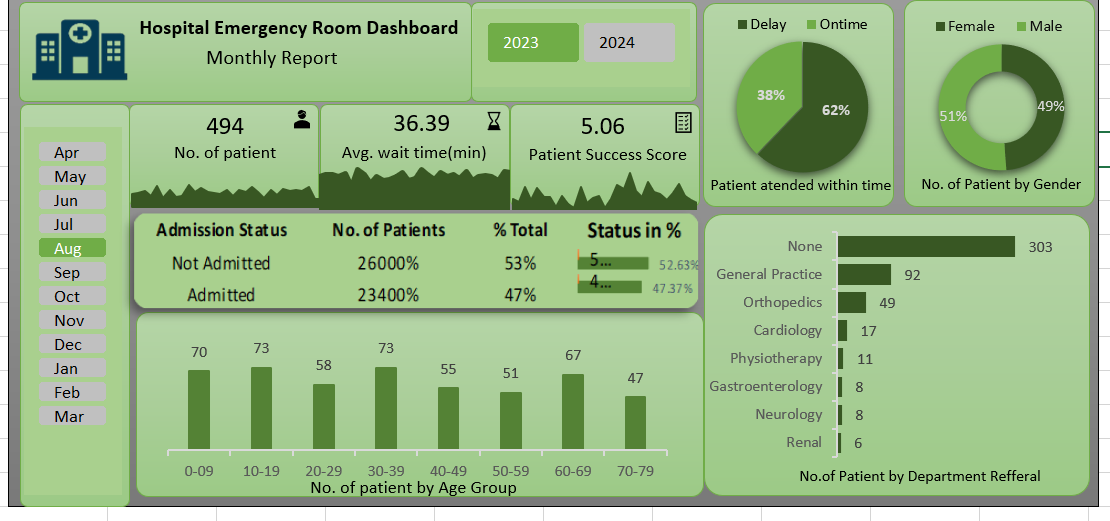 Hospital Emergency Room Dashboard
Monthly Report
2023
2024
Apr
May
Jun
Jul
Aug
Sep
Oct
Nov
Dec
Jan
Feb
Mar
494
No. of patient
36.39
Avg. wait time(min)
5.06
Patient Success Score
Delay Ontime
38%
62%
Patient atended within time
Female Male
51%
49%
No. of Patient by Gender
Admission Status No. of Patients % Total Status in %
Not Admitted 26000% 53% 5... 52.63%
Admitted 23400% 47% 4... 47.37%
70 73 58 73 55 51 67 47
0-09 10-19 20-29 30-39 40-49 50-59 60-69 70-79
No. of patient by Age Group
None 303
General Practice 92
Orthopedics 49
Cardiology 17
Physiotherapy 11
Gastroenterology 8
Neurology 8
Renal 6
No.of Patient by Department Refferal